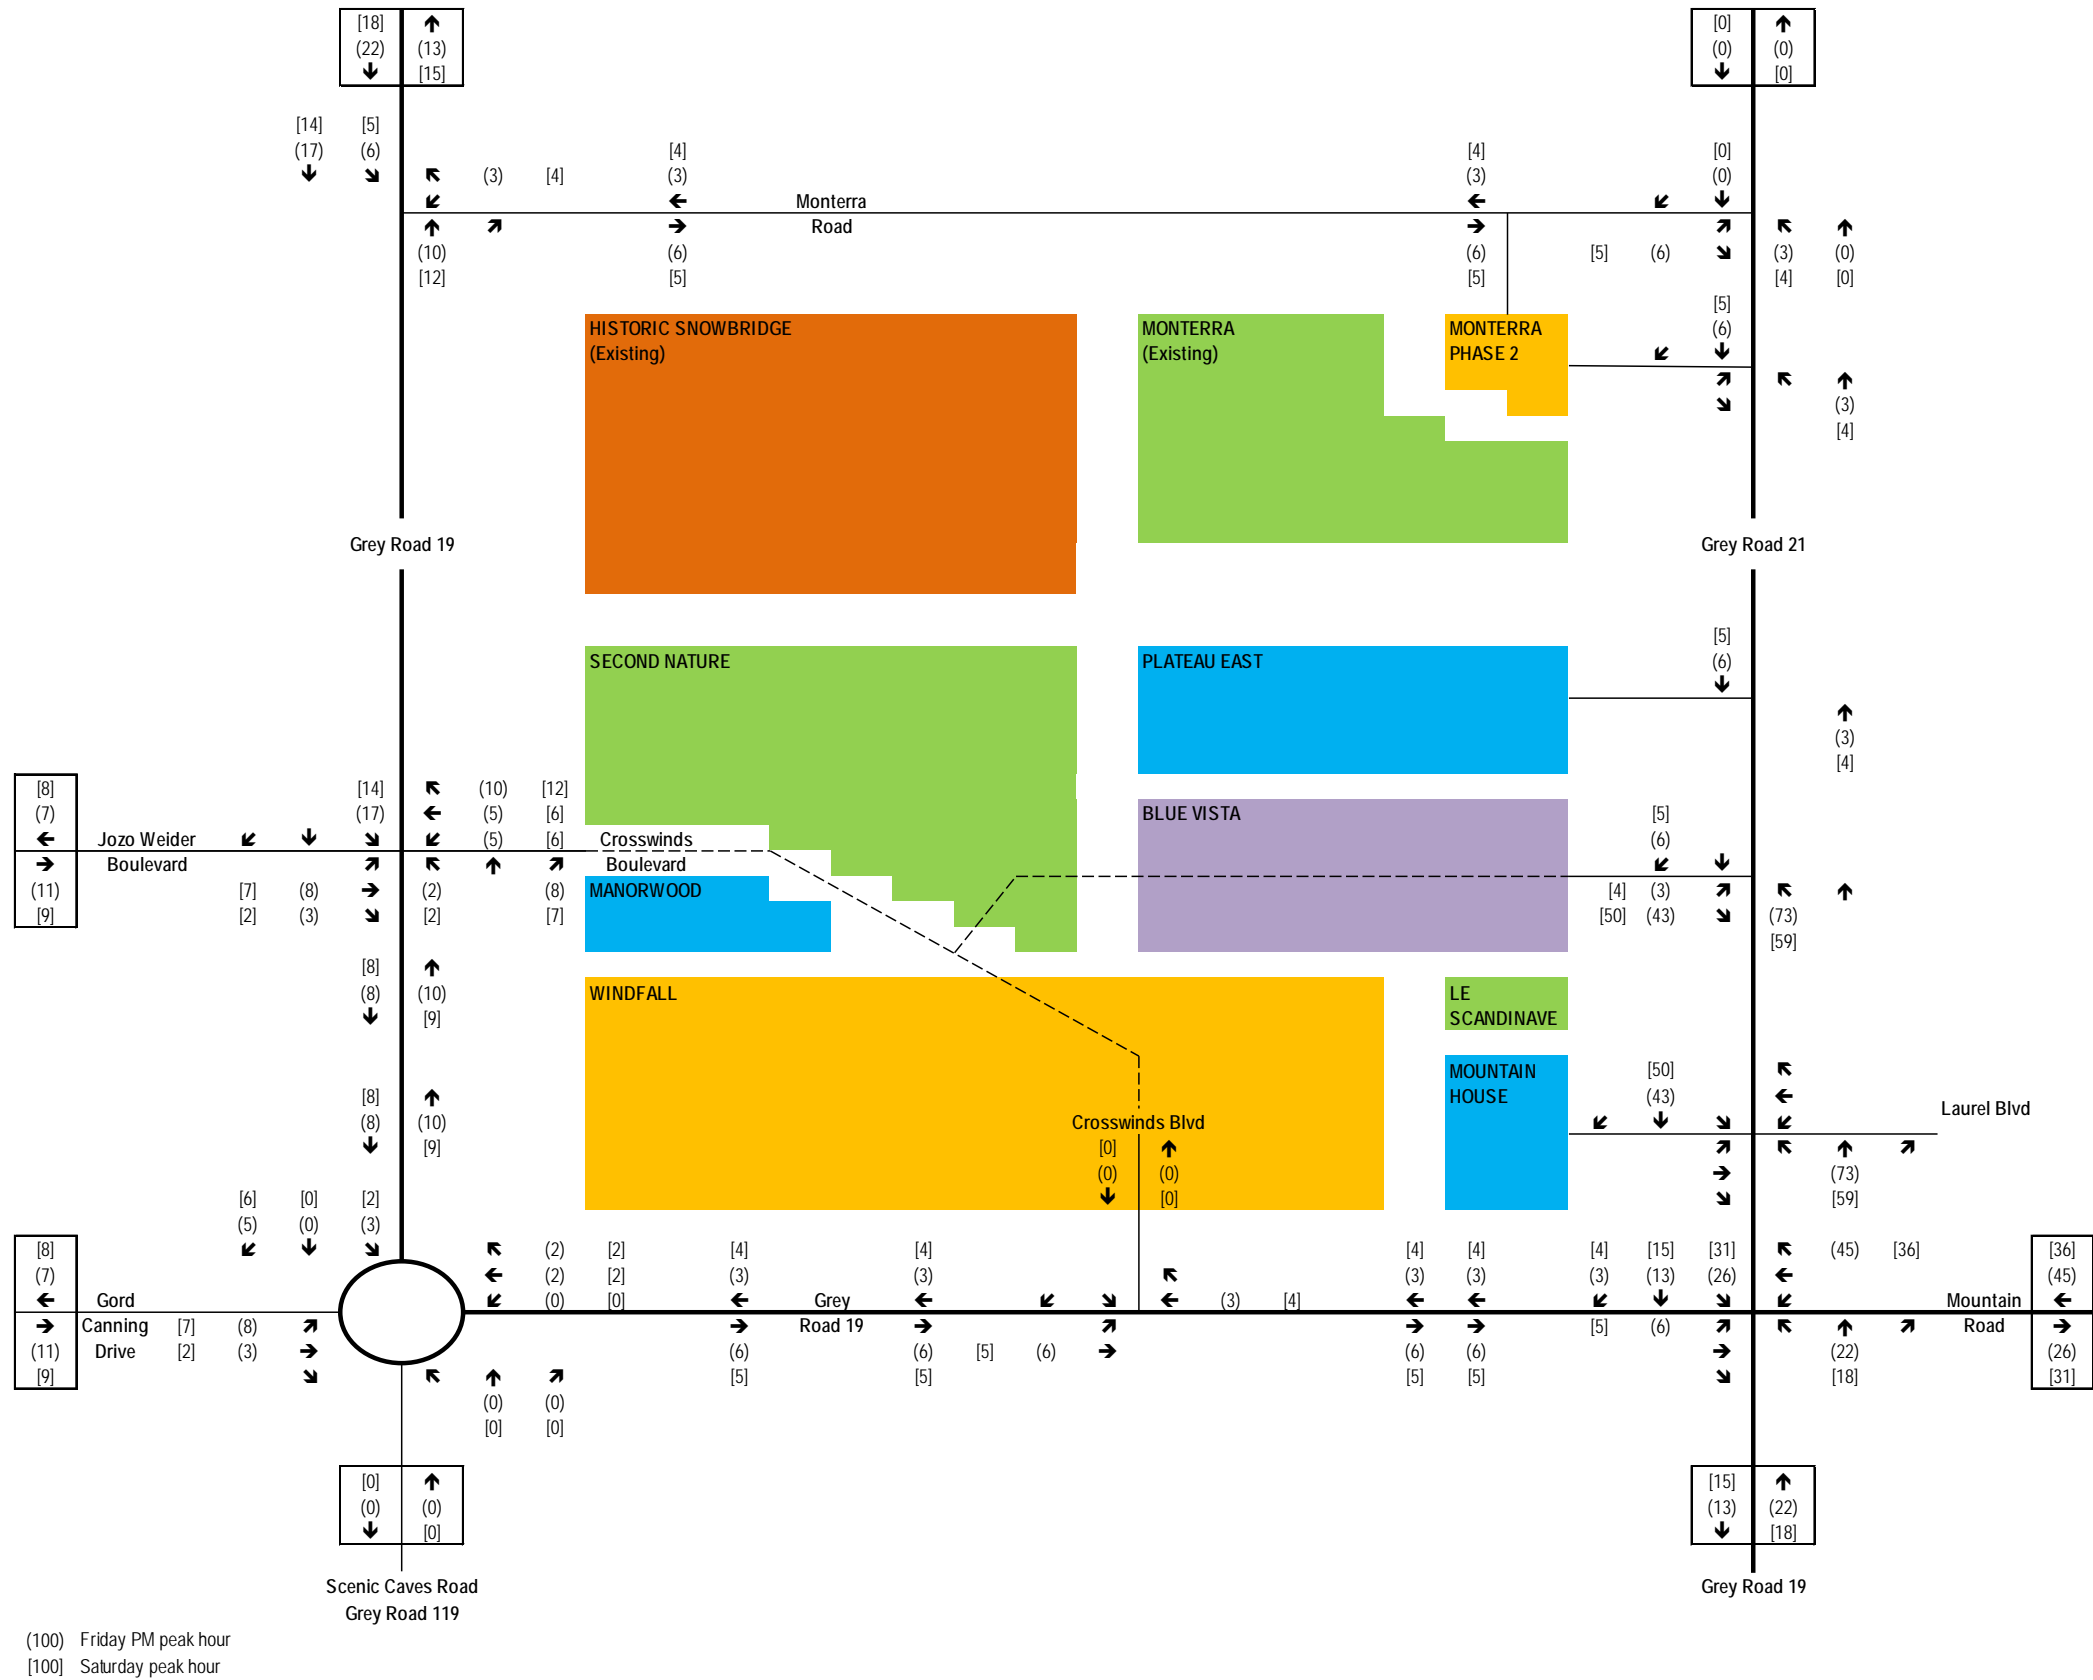 [18] [0]
(22) (13) (0) (0)
[15] [0]
[14] [5]
(17) (6) [4] [4] [0]
(3) [4] (3) (3) (0)
Monterra
Road
(10) (6) (6) [5] (6) (3) (0)
[12] [5] [5] [4] [0]
[5]
HISTORIC SNOWBRIDGE MONTERRA MONTERRA (6)
(Existing) (Existing) PHASE 2
(3)
[4]
Grey Road 19 Grey Road 21
[5]
SECOND NATURE PLATEAU EAST (6)
(3)
[4]
[8] [14] (10) [12]
(7) (17) (5) [6] BLUE VISTA [5]
Jozo Weider (5) [6] Crosswinds (6)
Boulevard Boulevard
(11) [7] (8) (2) (8) MANORWOOD [4] (3)
[9] [2] (3) [2] [7] [50] (43) (73)
[59]
[8]
(8) (10) WINDFALL LE
[9] SCANDINAVE
[8] MOUNTAIN [50]
(8) (10) HOUSE (43)
[9] Crosswinds Blvd Laurel Blvd
[0]
(0) (0) (73)
[6] [0] [2] [0] [59]
(5) (0) (3)
[8] (2) [2] [4] [4] [4] [4] [4] [15] [31] (45) [36] [36]
(7) (2) [2] (3) (3) (3) (3) (3) (13) (26) (45)
Gord (0) [0] Grey (3) [4] Mountain
Canning [7] (8) Road 19 [5] (6) Road
(11) Drive [2] (3) (6) (6) [5] (6) (6) (6) (22) (26)
[9] [5] [5] [5] [5] [18] [31]
(0) (0)
[0] [0]
[0] [15]
(0) (0) (13) (22)
[0] [18]
Scenic Caves Road Grey Road 19
Grey Road 119
(100) Friday PM peak hour
[100] Saturday peak hour